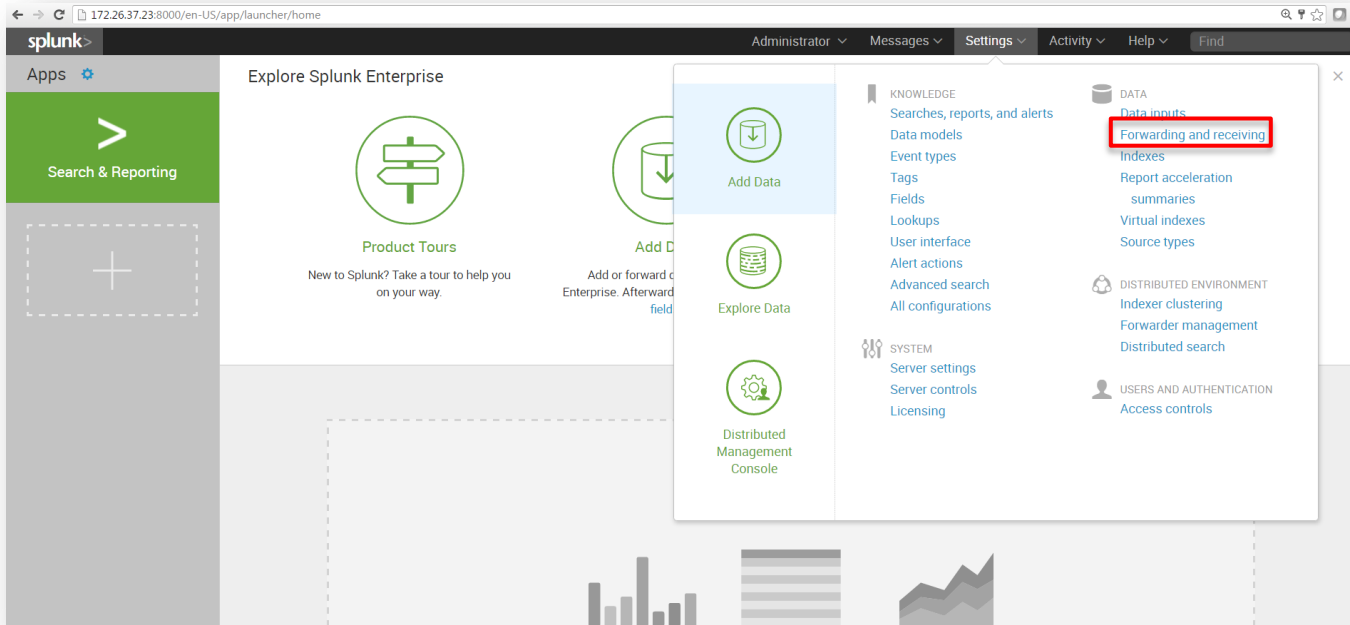 172.26.37.23:8000/en-US/app/launcher/home
splunk>
Administrator
Messages
Settings
Activity
Help
Find
Apps
Search & Reporting
Explore Splunk Enterprise
Product Tours
New to Splunk? Take a tour to help you
on your way.
Add D
Add or forward
Enterprise. Afterward
field
Add Data
Explore Data
Distributed
Management
Console
KNOWLEDGE
Searches, reports, and alerts
Data models
Event types
Tags
Fields
Lookups
User interface
Alert actions
Advanced search
All configurations
SYSTEM
Server settings
Server controls
Licensing
DATA
Data inputs
Forwarding and receiving
Indexes
Report acceleration
summaries
Virtual indexes
Source types
DISTRIBUTED ENVIRONMENT
Indexer clustering
Forwarder management
Distributed search
USERS AND AUTHENTICATION
Access controls